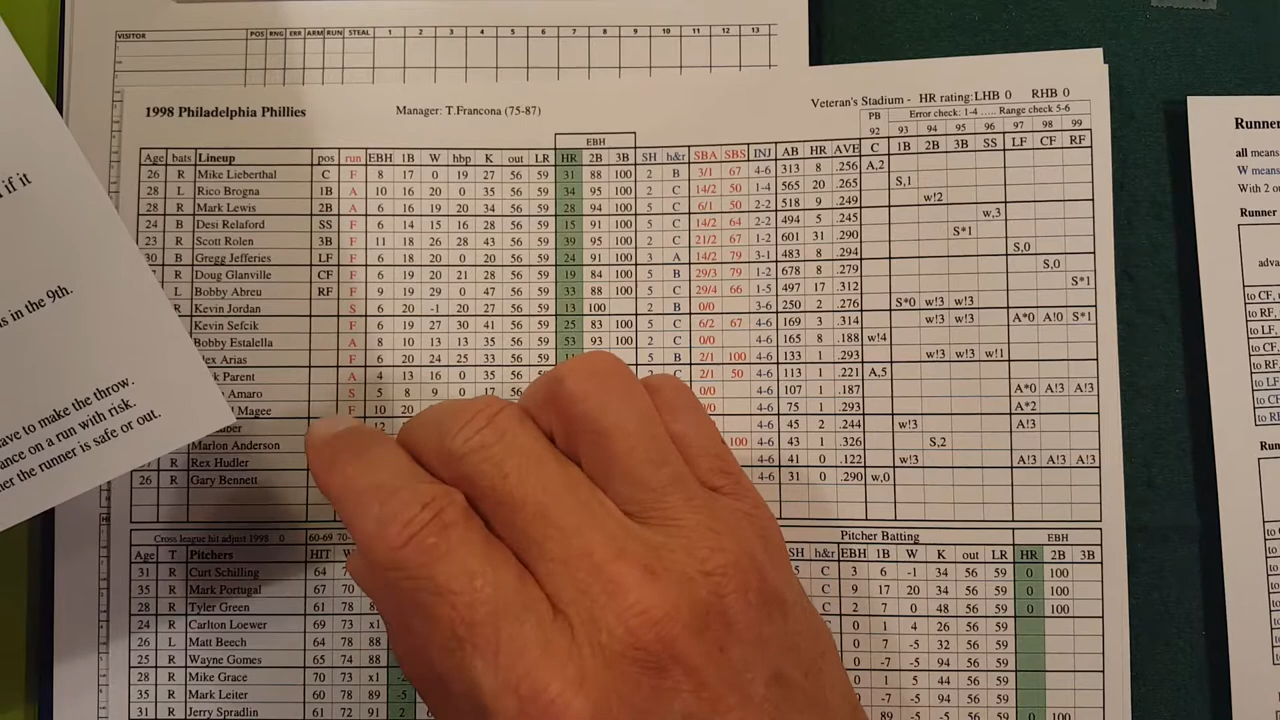 VISITOR POS RNG ERR ARM RUN STEAL 1 2 3 4 5 6 7 8 9 10 11 12 13
if it
s in the 9th.
ave to make the throw.
ance on a run with risk.
her the runner is safe or out.
1998 Philadelphia Phillies Manager: T.Francona (75-87) Veteran's Stadium - HR rating: LHB 0 RHB 0
PB Error check: 1-4 ..... Range check 5-6
EBH 92 93 94 95 96 97 98 99
Age bats Lineup pos run EBH 1B W hbp K out LR HR 2B 3B SH h&r SBA SBS INJ AB HR AVE C 1B 2B 3B SS LF CF RF
26 R Mike Lieberthal C F 8 17 0 19 27 56 59 31 88 100 2 B 3/1 67 4-6 313 8 .256 A,2
28 L Rico Brogna 1B A 10 16 20 0 35 56 59 34 95 100 2 C 14/2 50 1-4 565 20 .265 S,1
28 R Mark Lewis 2B A 6 16 19 20 34 56 59 28 94 100 5 C 6/1 50 2-2 518 9 .249 w!2
24 B Desi Relaford SS F 6 14 15 16 28 56 59 15 91 100 5 C 14/2 64 2-2 494 5 .245 w,3
23 R Scott Rolen 3B F 11 18 26 28 43 56 59 39 95 100 2 C 21/2 67 1-2 601 31 .290 S*1
30 B Gregg Jefferies LF F 6 18 20 0 20 56 59 24 91 100 3 A 14/2 79 3-1 483 8 .294 S,0
R Doug Glanville CF F 6 19 20 21 28 56 59 19 84 100 5 B 29/3 79 1-2 678 8 .279 S,0
L Bobby Abreu RF F 6 19 29 0 47 56 59 33 88 100 5 C 29/4 66 1-5 497 17 .312 S*1
R Kevin Jordan S 6 20 -1 20 27 56 59 13 100 2 B 0/0 3-6 250 2 .276 S*0 w!3 w!3
Kevin Sefcik F 6 19 27 30 41 56 59 25 83 100 5 C 6/2 67 4-6 169 3 .314 w!3 w!3 A*0 A!0 S*1
Bobby Estalella A 8 10 13 13 35 56 59 53 93 100 2 C 0/0 4-6 165 8 .188 w!4
lex Arias F 6 20 24 25 33 56 59 5 B 2/1 100 4-6 133 1 .293 w!3 w!3 w!1
k Parent A 4 13 16 0 35 56 C 2/1 50 4-6 113 1 .221 A,5
Amaro S 5 8 9 0 17 56 0/0 4-6 107 1 .187 A*0 A!3 A!3
Magee F 10 20 0/0 4-6 75 1 .293 A*2
uber 12 4-6 45 2 .244 w!3 A!3
Marlon Anderson 100 4-6 43 1 .326 S,2
R Rex Hudler 4-6 41 0 .122 w!3 A!3 A!3 A!3
26 R Gary Bennett 4-6 31 0 .290 w,0
Cross league hit adjust 1998 0 60-69 70- Pitcher Batting EBH
Age T Pitchers HIT SH h&r EBH 1B W K out LR HR 2B 3B
31 R Curt Schilling 64 C 3 6 -1 34 56 59 0 100
35 R Mark Portugal 67 70 C 9 17 20 34 56 59 0 100
28 R Tyler Green 61 78 C 2 7 0 48 56 59 0 100
24 R Carlton Loewer 69 73 x1 C 0 1 4 26 56 59
26 L Matt Beech 64 78 88 C 0 7 -5 32 56 59
25 R Wayne Gomes 65 74 88 0 -7 -5 94 56 59
28 R Mike Grace 70 73 x1 C 0 1 5 44 56 59
35 R Mark Leiter 60 78 89 -5 0 -7 -5 94 56 59
31 R Jerry Spradlin 61 72 91 2 C 0 89 -5 -5 56 59 0 100
Runner
all means
W means
With 2 o
Runner
adva
to CF,
to RF,
to LF,
to CF
to RF
to LF
to CF
to RF
Run